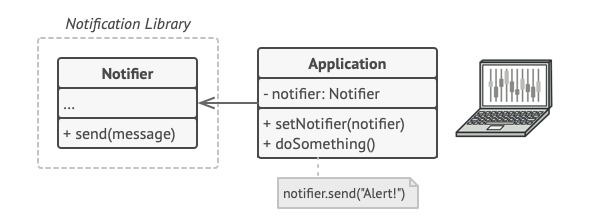 Notification Library
Notifier
...
+ send(message)
Application
- notifier: Notifier
+ setNotifier(notifier)
+ doSomething()
notifier.send("Alert!")